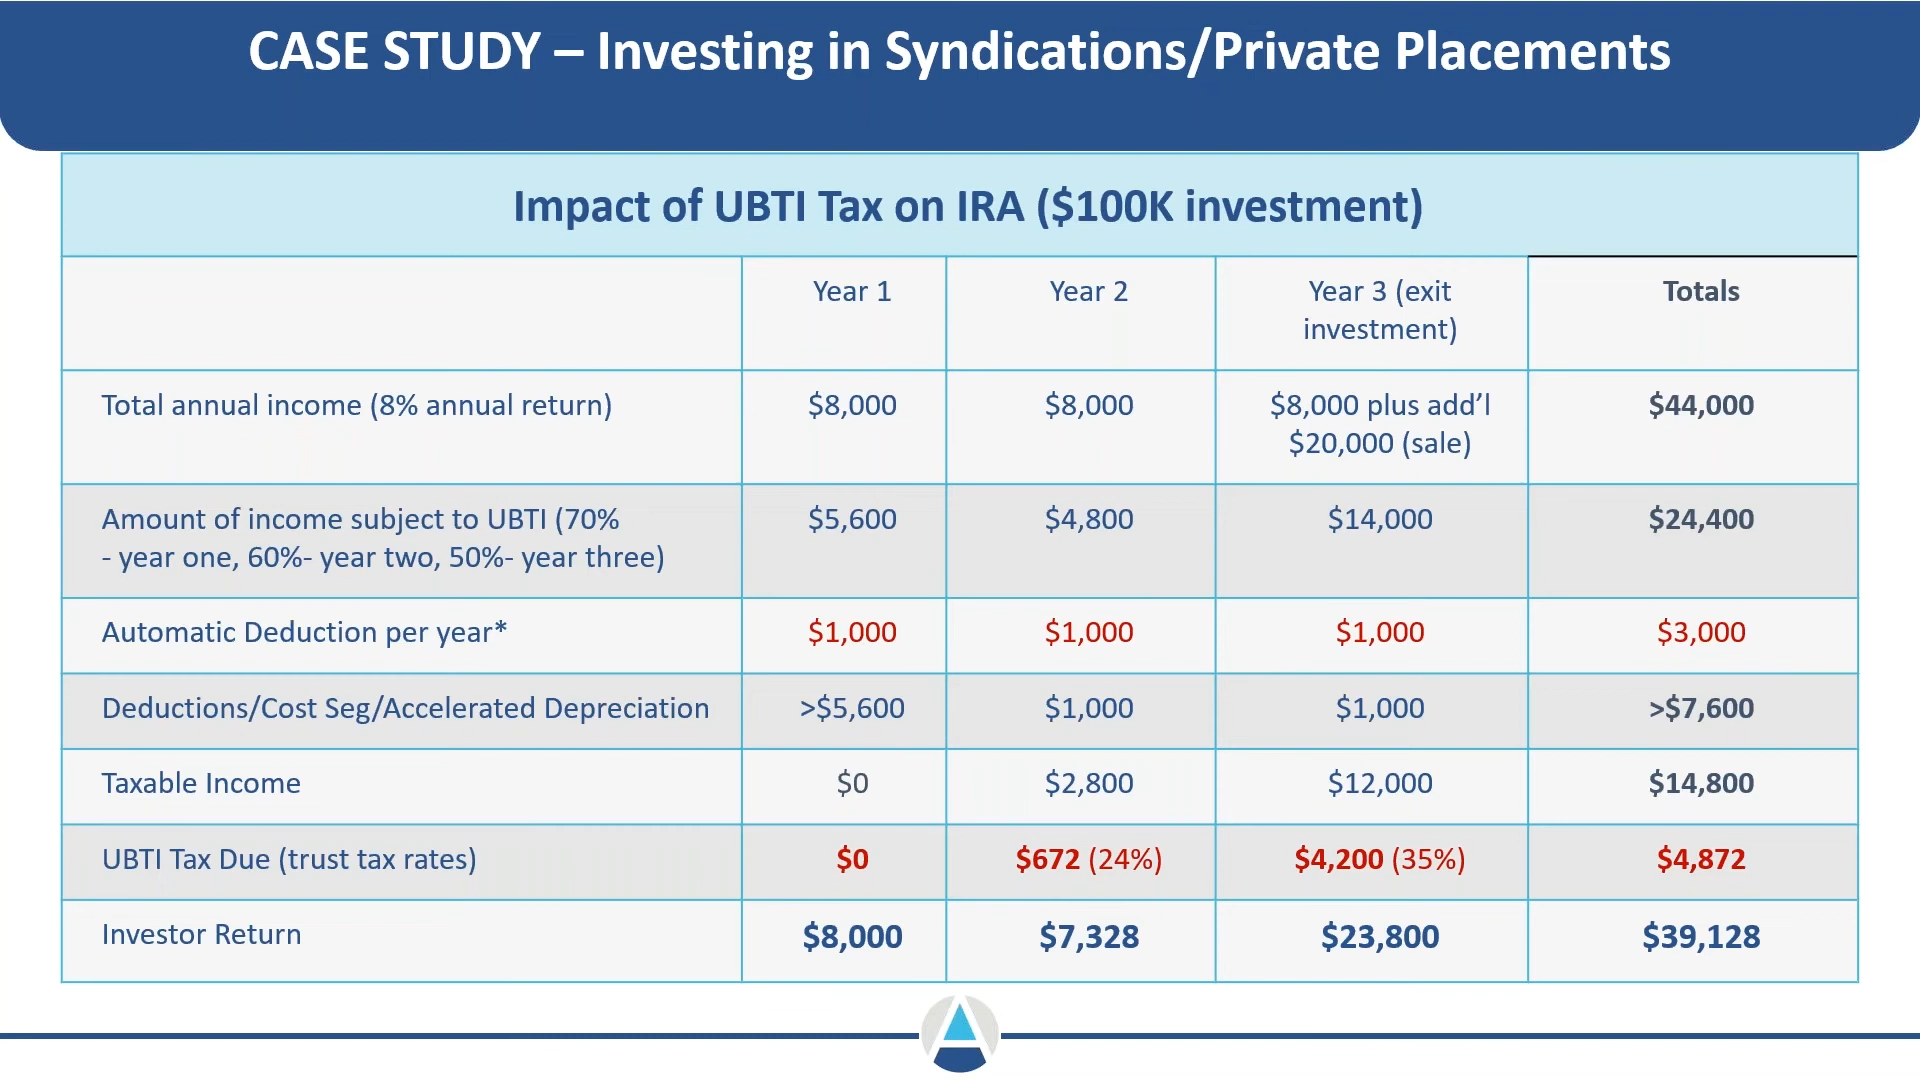 CASE STUDY – Investing in Syndications/Private Placements
Impact of UBTI Tax on IRA ($100K investment)
Year 1
Year 2
Year 3 (exit
investment)
Totals
Total annual income (8% annual return)
$8,000
$8,000
$8,000 plus add’l
$20,000 (sale)
$44,000
Amount of income subject to UBTI (70%
- year one, 60%- year two, 50%- year three)
$5,600
$4,800
$14,000
$24,400
Automatic Deduction per year*
$1,000
$1,000
$1,000
$3,000
Deductions/Cost Seg/Accelerated Depreciation
>$5,600
$1,000
$1,000
>$7,600
Taxable Income
$0
$2,800
$12,000
$14,800
UBTI Tax Due (trust tax rates)
$0
$672 (24%)
$4,200 (35%)
$4,872
Investor Return
$8,000
$7,328
$23,800
$39,128